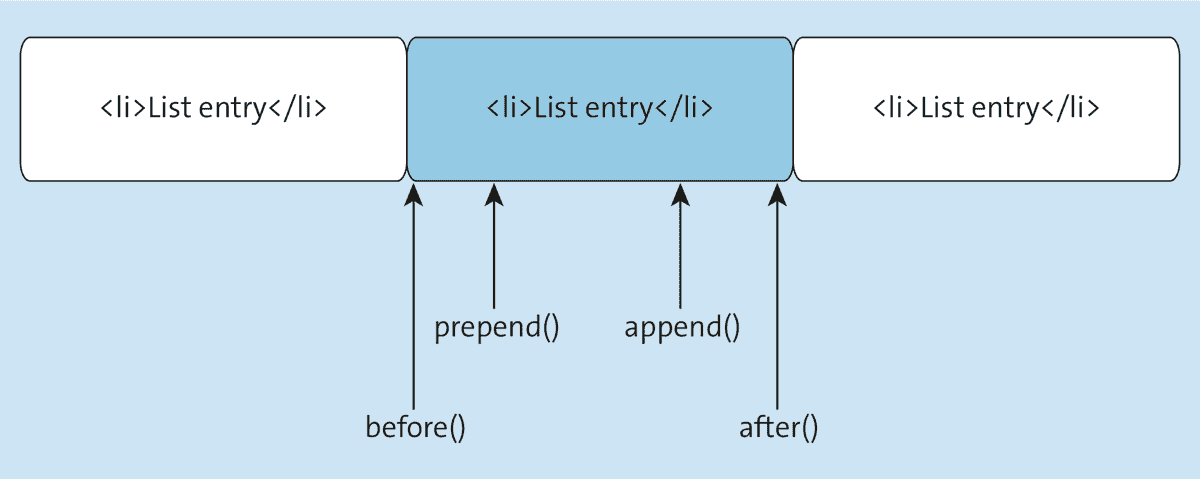 <li>List entry</li>
<li>List entry</li>
<li>List entry</li>
prepend()
append()
before()
after()